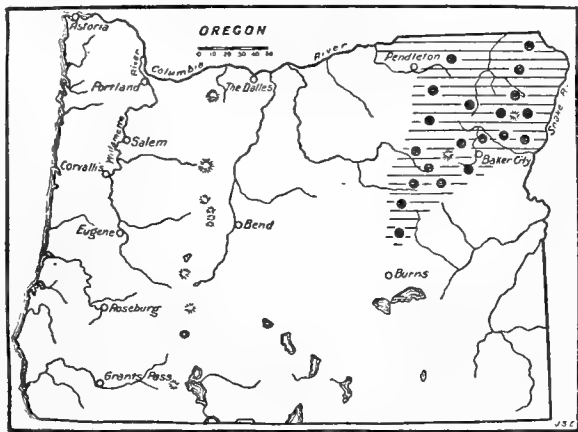 OREGON
0 10 20 30 40 50
Astoria
River
Columbia
River
Pendleton
Portland
The Dalles
Snake R.
Willamette
Salem
Corvallis
Baker City
Eugene
Bend
Burns
Roseburg
Grants Pass
J S C